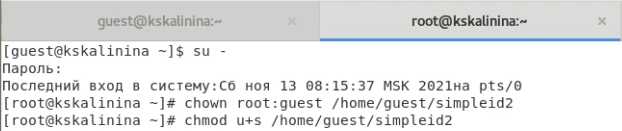 guest@kskalinina:~ × root@kskalinina:~ ×
[guest@kskalinina ~]$ su -
Пароль:
Последний вход в систему:Сб ноя 13 08:15:37 MSK 2021на pts/0
[root@kskalinina ~]# chown root:guest /home/guest/simpleid2
[root@kskalinina ~]# chmod u+s /home/guest/simpleid2